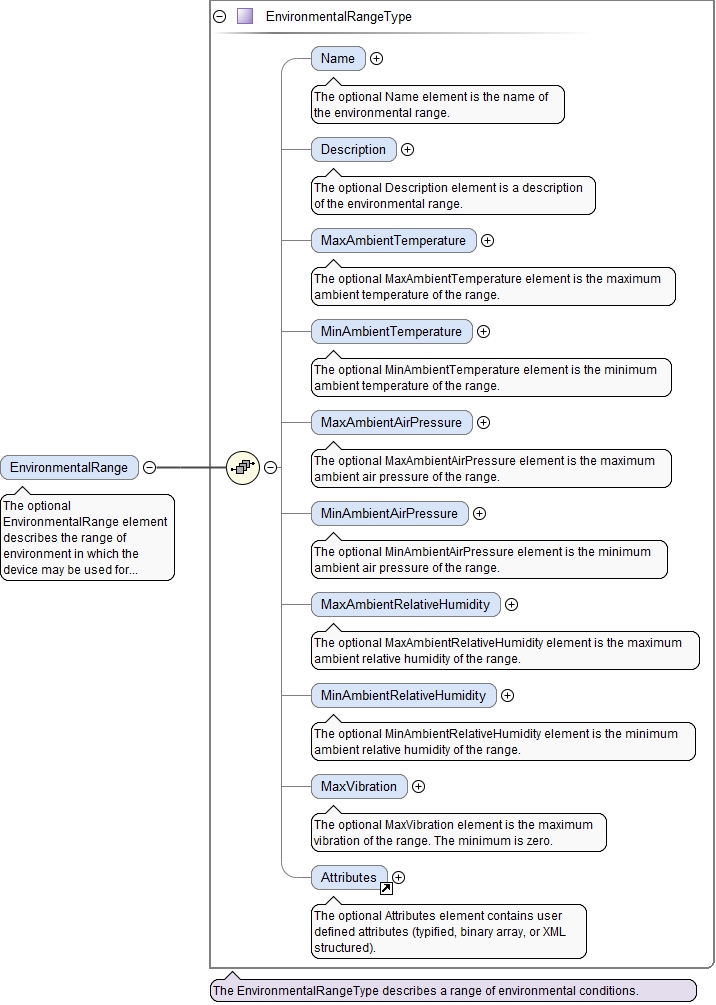 EnvironmentalRangeType
Name
The optional Name element is the name of
the environmental range.
Description
The optional Description element is a description
of the environmental range.
MaxAmbientTemperature
The optional MaxAmbientTemperature element is the maximum
ambient temperature of the range.
MinAmbientTemperature
The optional MinAmbientTemperature element is the minimum
ambient temperature of the range.
MaxAmbientAirPressure
The optional MaxAmbientAirPressure element is the maximum
ambient air pressure of the range.
EnvironmentalRange
The optional
EnvironmentalRange element
describes the range of
environment in which the
device may be used for...
MinAmbientAirPressure
The optional MinAmbientAirPressure element is the minimum
ambient air pressure of the range.
MaxAmbientRelativeHumidity
The optional MaxAmbientRelativeHumidity element is the maximum
ambient relative humidity of the range.
MinAmbientRelativeHumidity
The optional MinAmbientRelativeHumidity element is the minimum
ambient relative humidity of the range.
MaxVibration
The optional MaxVibration element is the maximum
vibration of the range. The minimum is zero.
Attributes
The optional Attributes element contains user
defined attributes (typified, binary array, or XML
structured).
The EnvironmentalRangeType describes a range of environmental conditions.